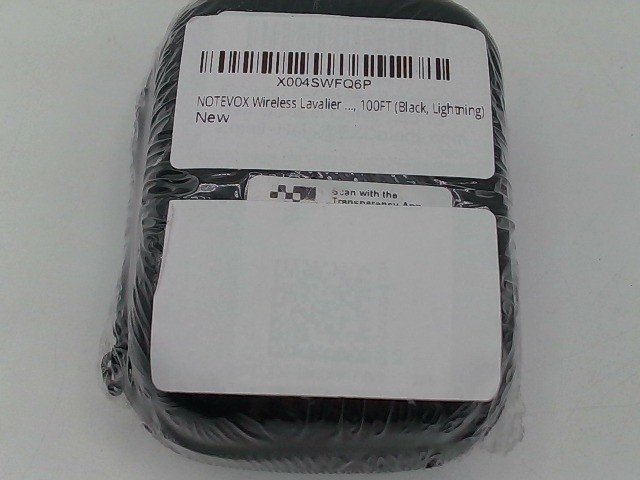 X004SWFQ6P
NOTEVOX Wireless Lavalier ..., 100FT (Black, Lightning)
New
Scan with the
Transparency App